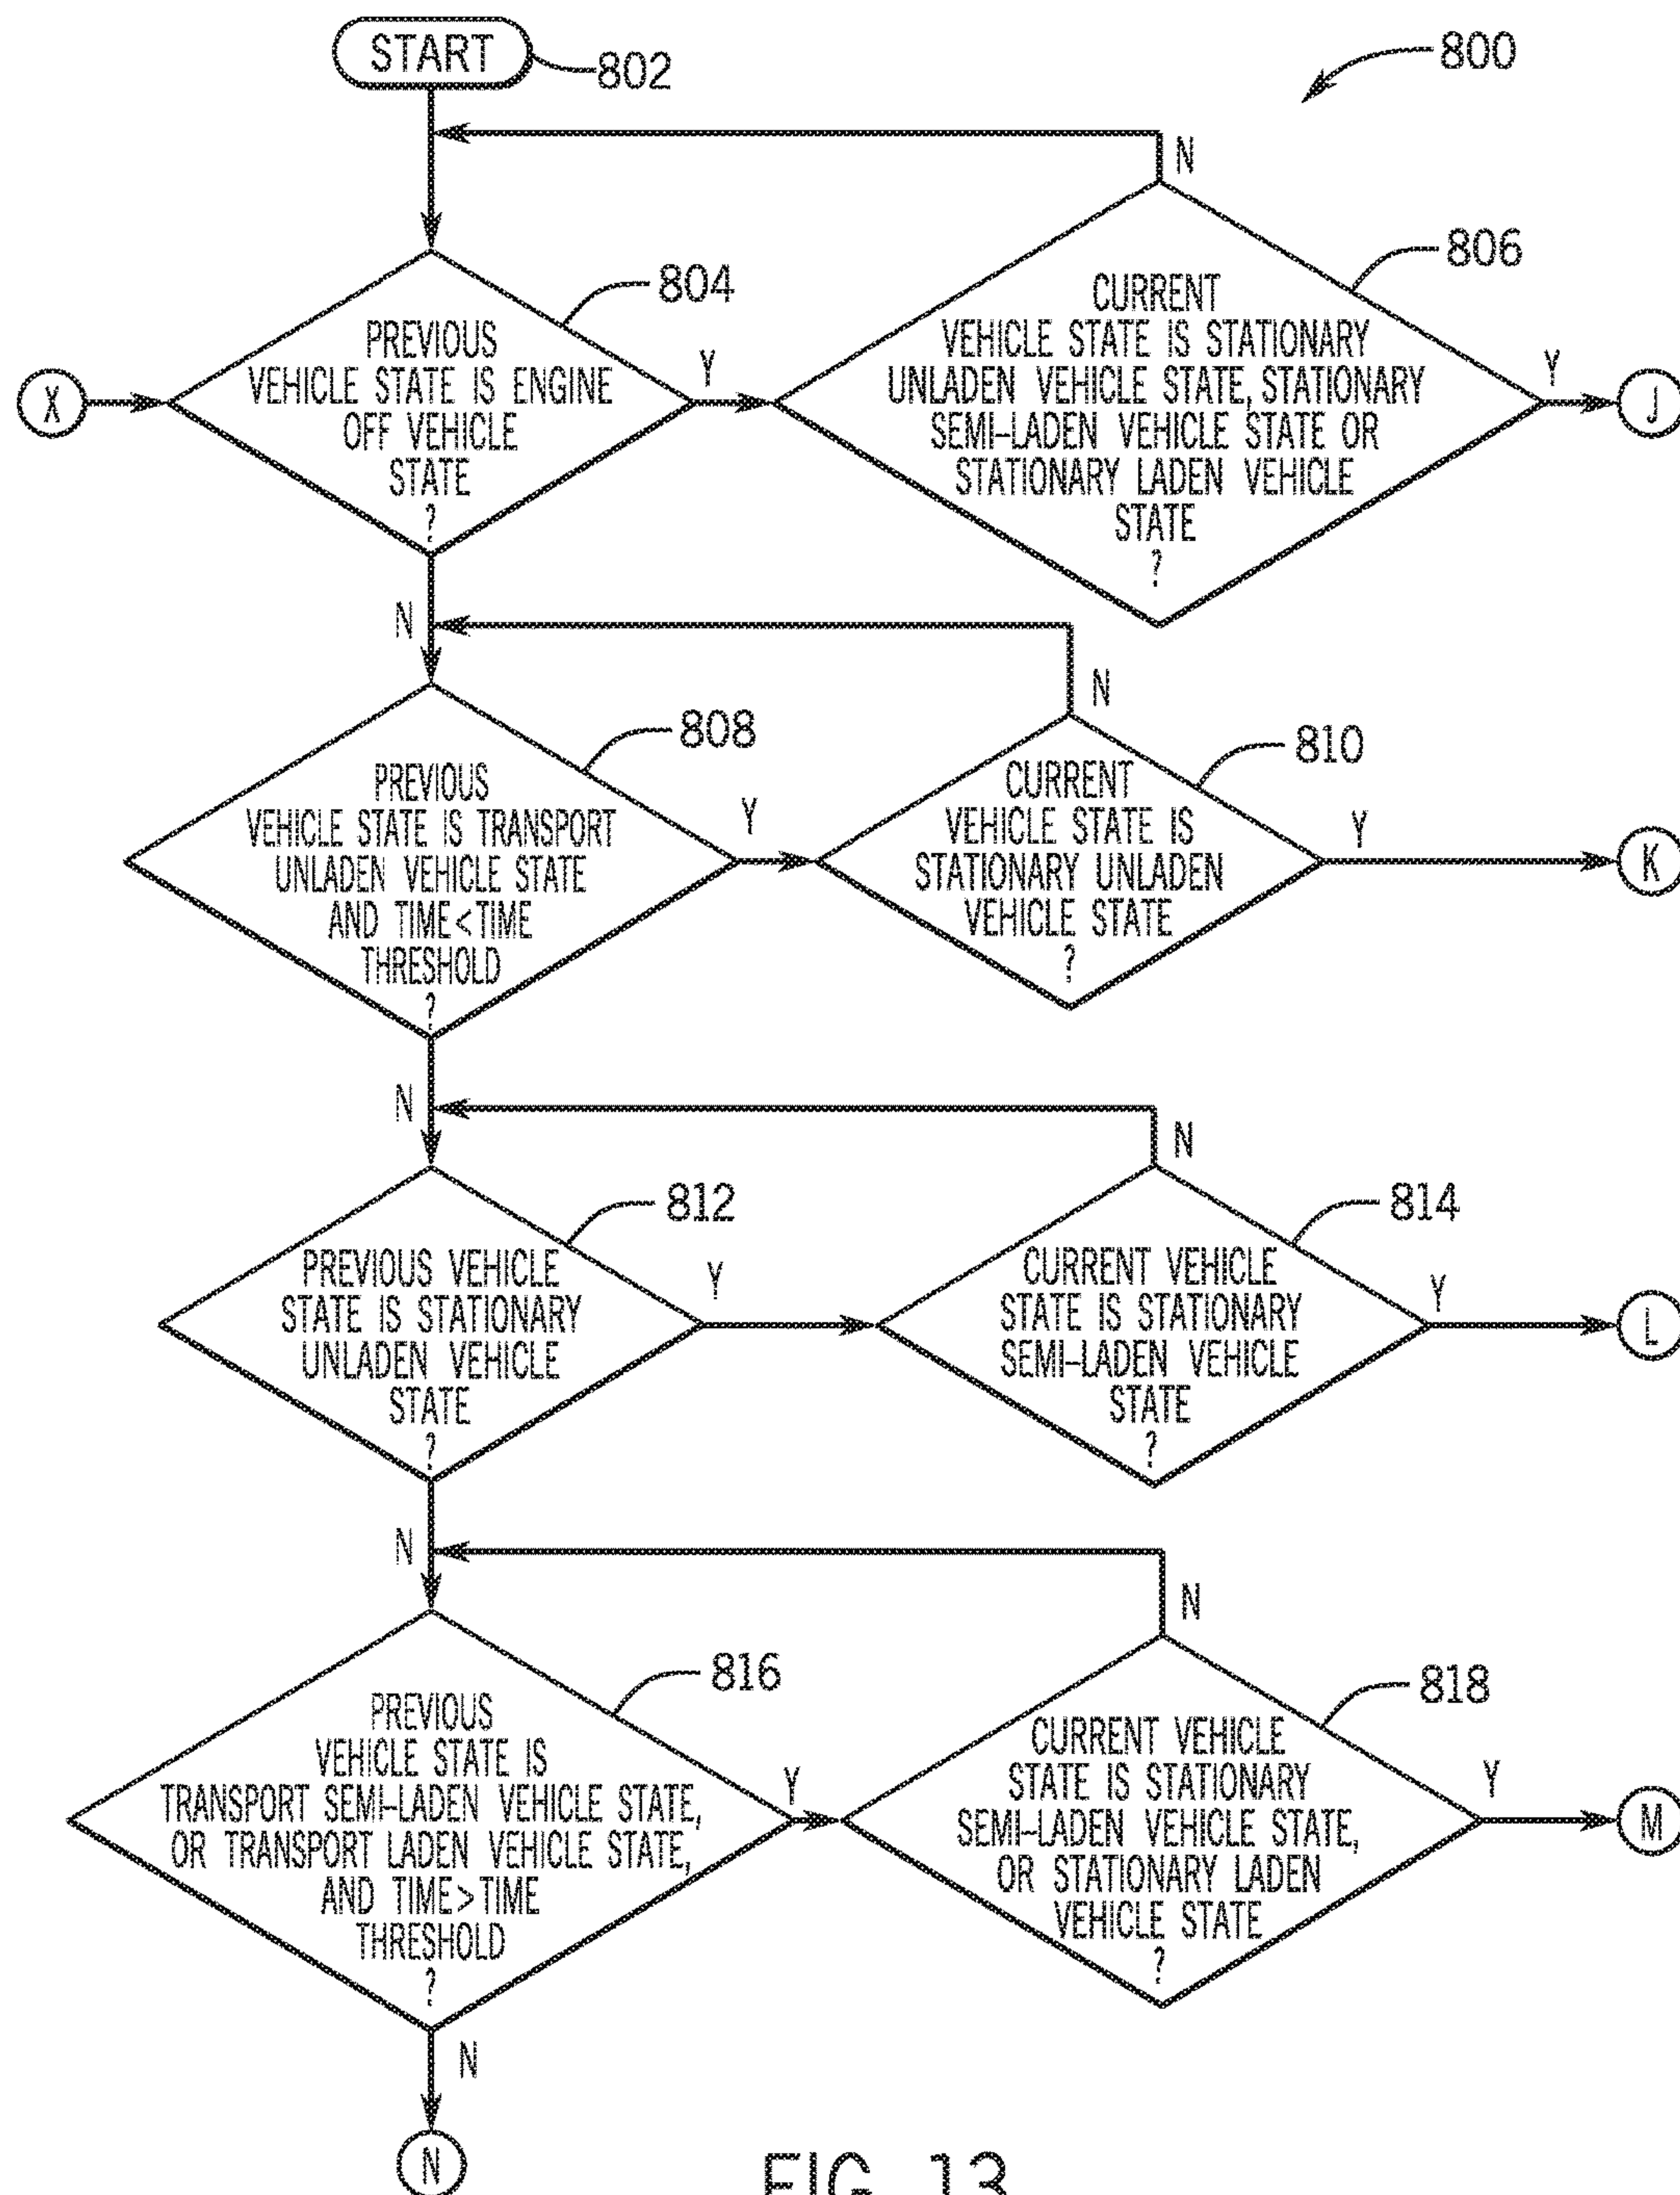 START
802
800
N
804
806
PREVIOUS
VEHICLE STATE IS ENGINE
OFF VEHICLE
STATE
?
CURRENT
VEHICLE STATE IS STATIONARY
UNLADEN VEHICLE STATE, STATIONARY
SEMI-LADEN VEHICLE STATE OR
STATIONARY LADEN VEHICLE
STATE
?
X
Y
Y
J
N
N
808
810
PREVIOUS
VEHICLE STATE IS TRANSPORT
UNLADEN VEHICLE STATE
AND TIME<TIME
THRESHOLD
?
Y
CURRENT
VEHICLE STATE IS
STATIONARY UNLADEN
VEHICLE STATE
?
Y
K
N
N
812
814
PREVIOUS VEHICLE
STATE IS STATIONARY
UNLADEN VEHICLE
STATE
?
Y
CURRENT VEHICLE
STATE IS STATIONARY
SEMI-LADEN VEHICLE
STATE
?
Y
L
N
N
816
818
PREVIOUS
VEHICLE STATE IS
TRANSPORT SEMI-LADEN VEHICLE STATE,
OR TRANSPORT LADEN VEHICLE STATE,
AND TIME>TIME
THRESHOLD
?
Y
CURRENT VEHICLE
STATE IS STATIONARY
SEMI-LADEN VEHICLE STATE,
OR STATIONARY LADEN
VEHICLE STATE
?
Y
M
N
N
FIG. 13